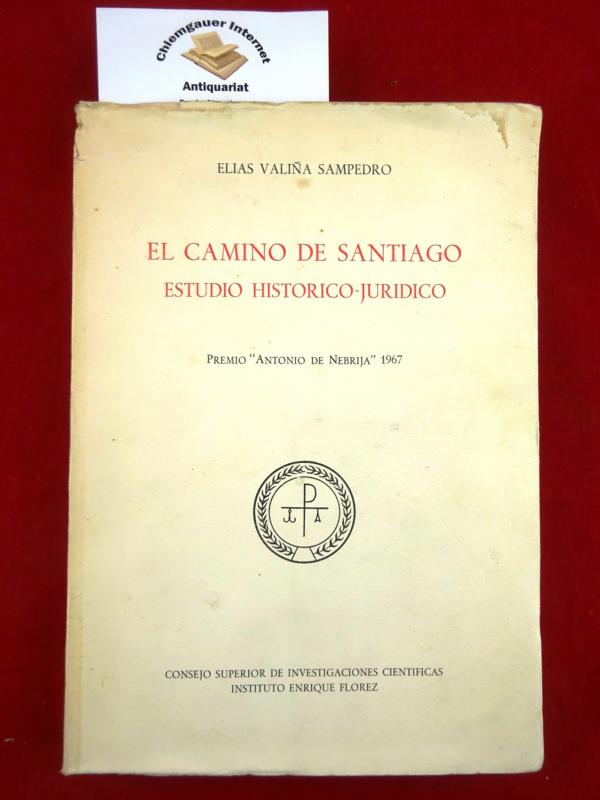 Chiemgauer Internet
Antiquariat
ELIAS VALIÑA SAMPEDRO
EL CAMINO DE SANTIAGO
ESTUDIO HISTORICO-JURIDICO
PREMIO "ANTONIO DE NEBRIJA" 1967
P
A
CONSEJO SUPERIOR DE INVESTIGACIONES CIENTIFICAS
INSTITUTO ENRIQUE FLOREZ